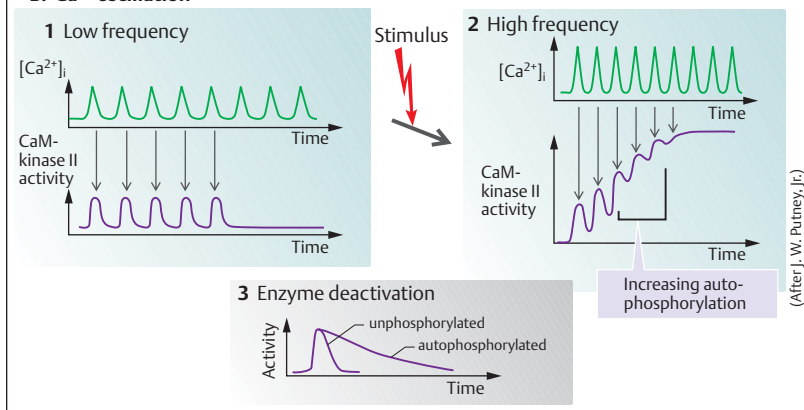 1 Low frequency
[Ca²⁺]ᵢ
Time
CaM-
kinase II
activity
Time
Stimulus
2 High frequency
[Ca²⁺]ᵢ
Time
CaM-
kinase II
activity
Time
Increasing auto-
phosphorylation
(After J. W. Putney, Jr.)
3 Enzyme deactivation
Activity
unphosphorylated
autophosphorylated
Time